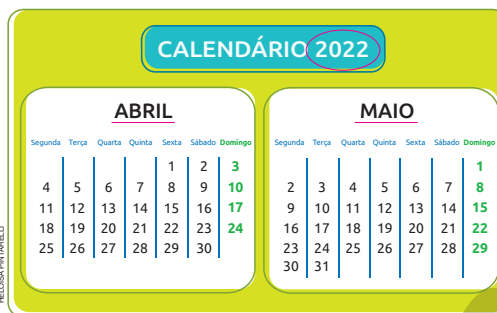 CALENDÁRIO 2022
ABRIL
Segunda Terça Quarta Quinta Sexta Sábado Domingo
1 2 3
4 5 6 7 8 9 10
11 12 13 14 15 16 17
18 19 20 21 22 23 24
25 26 27 28 29 30
MAIO
Segunda Terça Quarta Quinta Sexta Sábado Domingo
1
2 3 4 5 6 7 8
9 10 11 12 13 14 15
16 17 18 19 20 21 22
23 24 25 26 27 28 29
30 31
HELOÍSA PINTARELLI